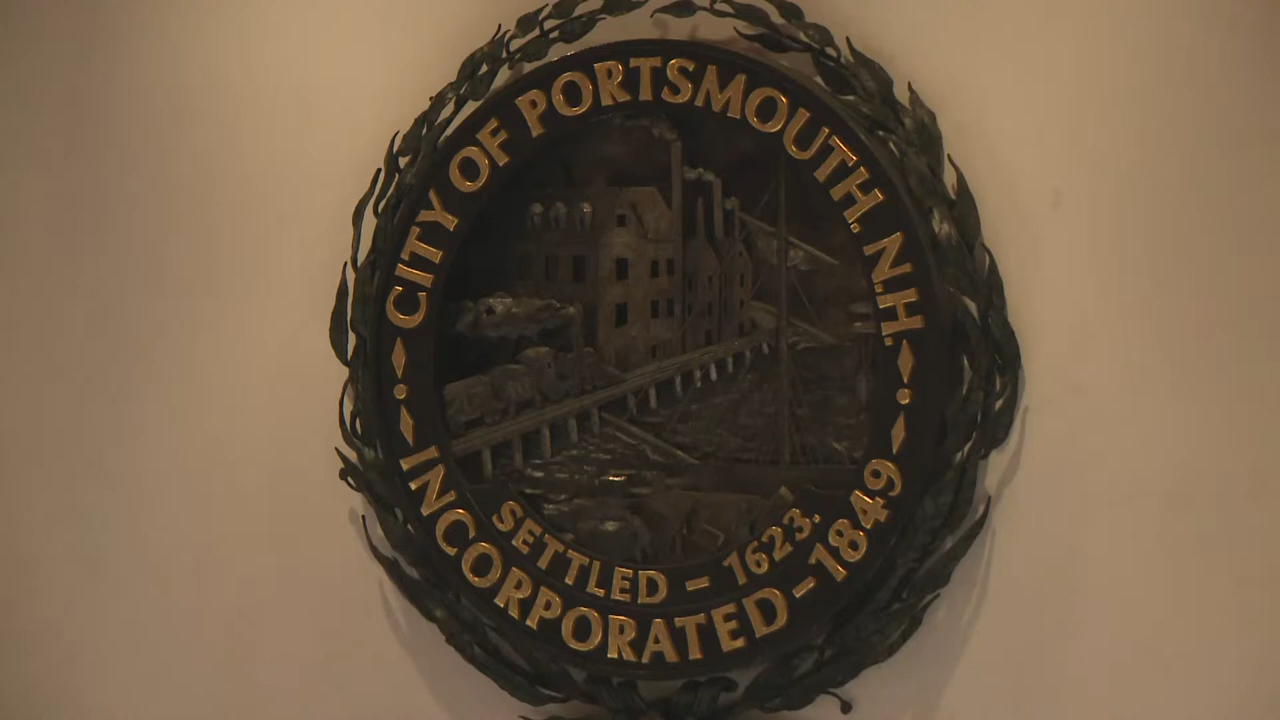 CITY OF PORTSMOUTH. N.H.
SETTLED - 1623.
INCORPORATED - 1849